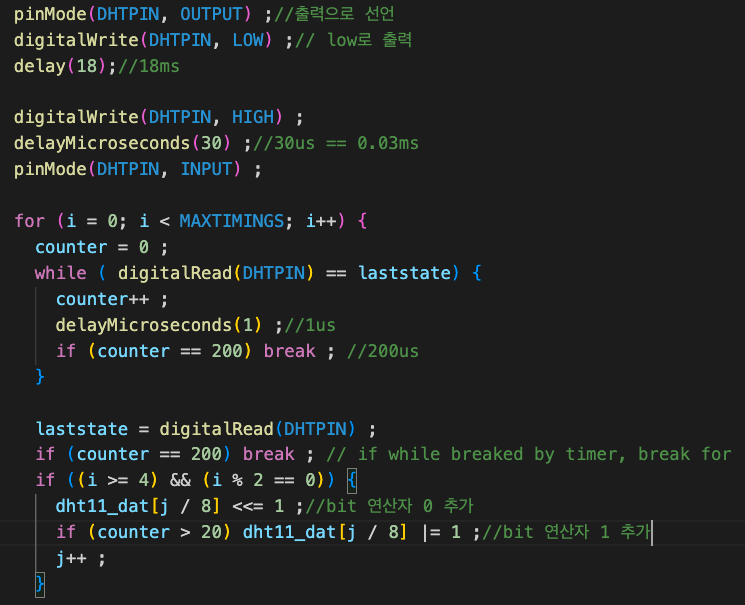 pinMode(DHTPIN, OUTPUT) ;//출력으로 선언
digitalWrite(DHTPIN, LOW) ;// low로 출력
delay(18);//18ms

digitalWrite(DHTPIN, HIGH) ;
delayMicroseconds(30) ;//30us == 0.03ms
pinMode(DHTPIN, INPUT) ;

for (i = 0; i < MAXTIMINGS; i++) {
  counter = 0 ;
  while ( digitalRead(DHTPIN) == laststate) {
    counter++ ;
    delayMicroseconds(1) ;//1us
    if (counter == 200) break ; //200us
  }

  laststate = digitalRead(DHTPIN) ;
  if (counter == 200) break ; // if while breaked by timer, break for
  if ((i >= 4) && (i % 2 == 0)) {
    dht11_dat[j / 8] <<= 1 ;//bit 연산자 0 추가
    if (counter > 20) dht11_dat[j / 8] |= 1 ;//bit 연산자 1 추가
    j++ ;
  }